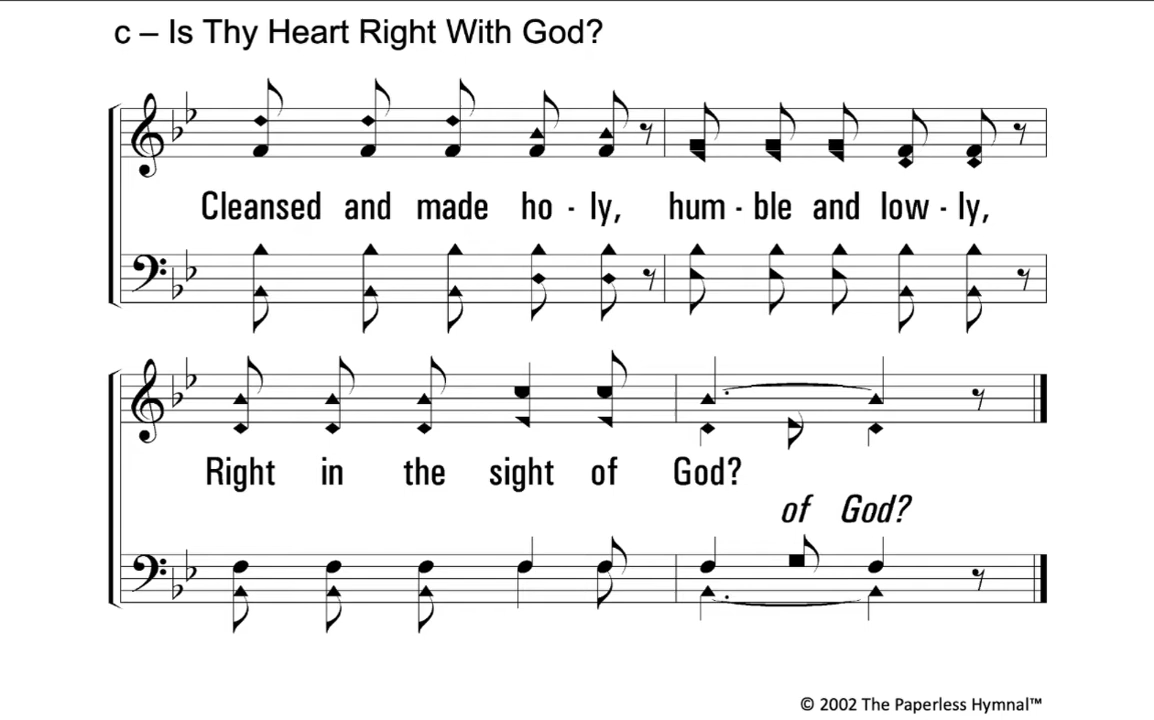 c – Is Thy Heart Right With God?
Cleansed and made ho - ly, hum - ble and low - ly,
Right in the sight of God?
of God?
© 2002 The Paperless Hymnal™